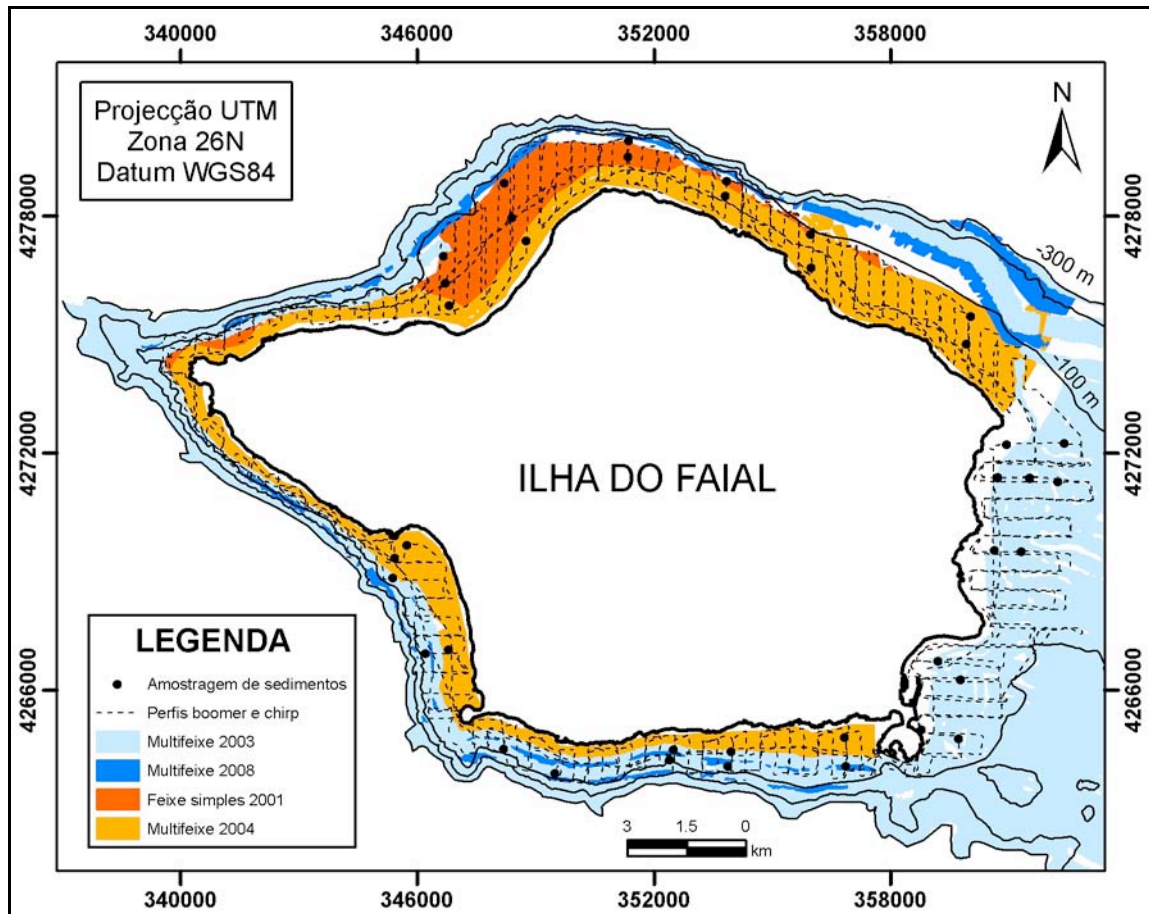 340000 346000 352000 358000
Projecção UTM
Zona 26N
Datum WGS84
N
4278000 4278000
-300 m
-100 m
4272000 4272000
ILHA DO FAIAL
4266000 4266000
LEGENDA
Amostragem de sedimentos
Perfis boomer e chirp
Multifeixe 2003
Multifeixe 2008
Feixe simples 2001
Multifeixe 2004
3 1.5 0
km
340000 346000 352000 358000